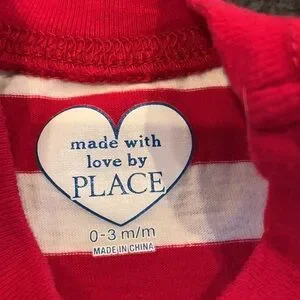 made with
love by
PLACE
0-3 m/m
MADE IN CHINA